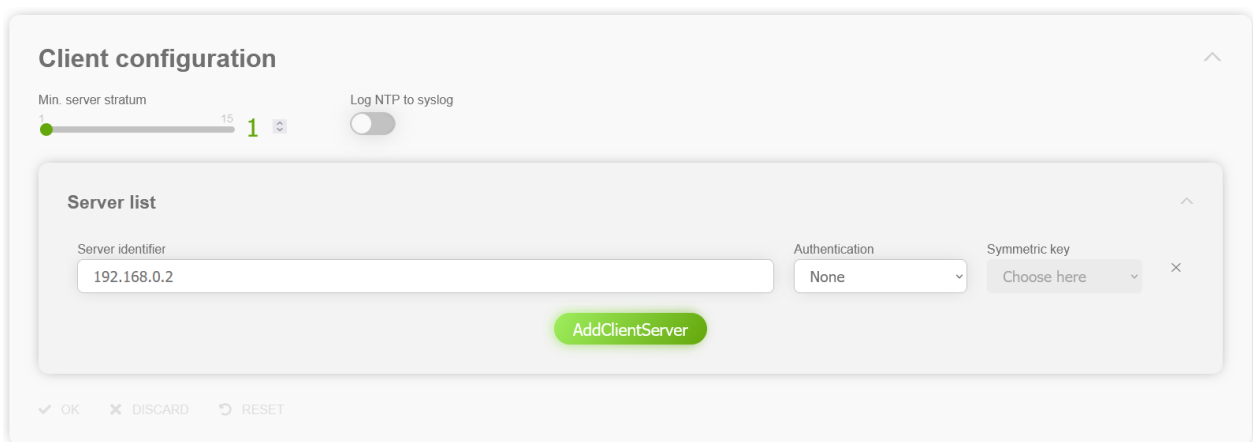 Client configuration
Min. server stratum
Log NTP to syslog
1
15
1
Server list
Server identifier
Authentication
Symmetric key
192.168.0.2
None
Choose here
AddClientServer
OK
DISCARD
RESET